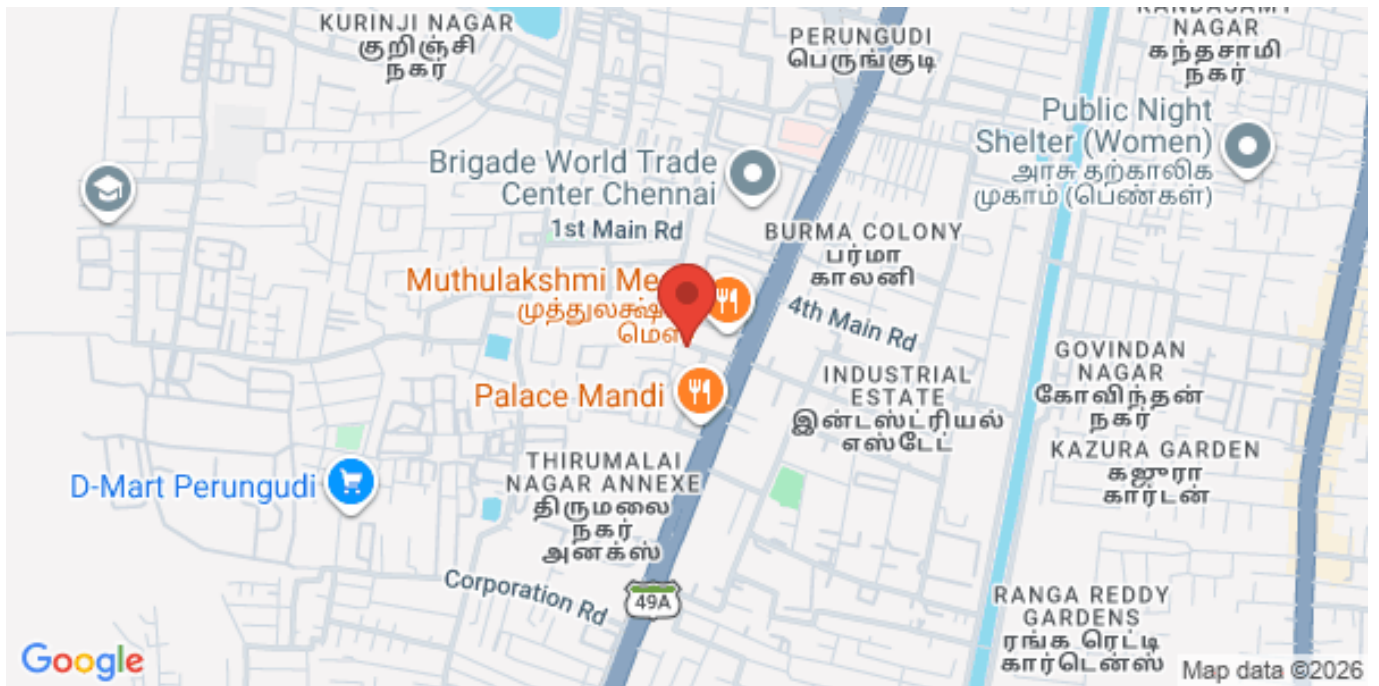 KURINJI NAGAR
குறிஞ்சி
நகர்
PERUNGUDI
பெருங்குடி
NAGAR
கந்தசாமி
நகர்
Public Night
Shelter (Women)
அரசு தற்காலிக
முகாம் (பெண்கள்)
Brigade World Trade
Center Chennai
1st Main Rd
BURMA COLONY
பர்மா
காலனி
Muthulakshmi Me
முத்துலக்ஷ்
மெஸ்
4th Main Rd
Palace Mandi
INDUSTRIAL
ESTATE
இன்டஸ்ட்ரியல்
எஸ்டேட்
GOVINDAN
NAGAR
கோவிந்தன்
நகர்
KAZURA GARDEN
கஜுரா
கார்டன்
D-Mart Perungudi
THIRUMALAI
NAGAR ANNEXE
திருமலை
நகர்
அனக்ஸ்
Corporation Rd
49A
RANGA REDDY
GARDENS
ரங்க ரெட்டி
கார்டென்ஸ்
Google
Map data ©2026